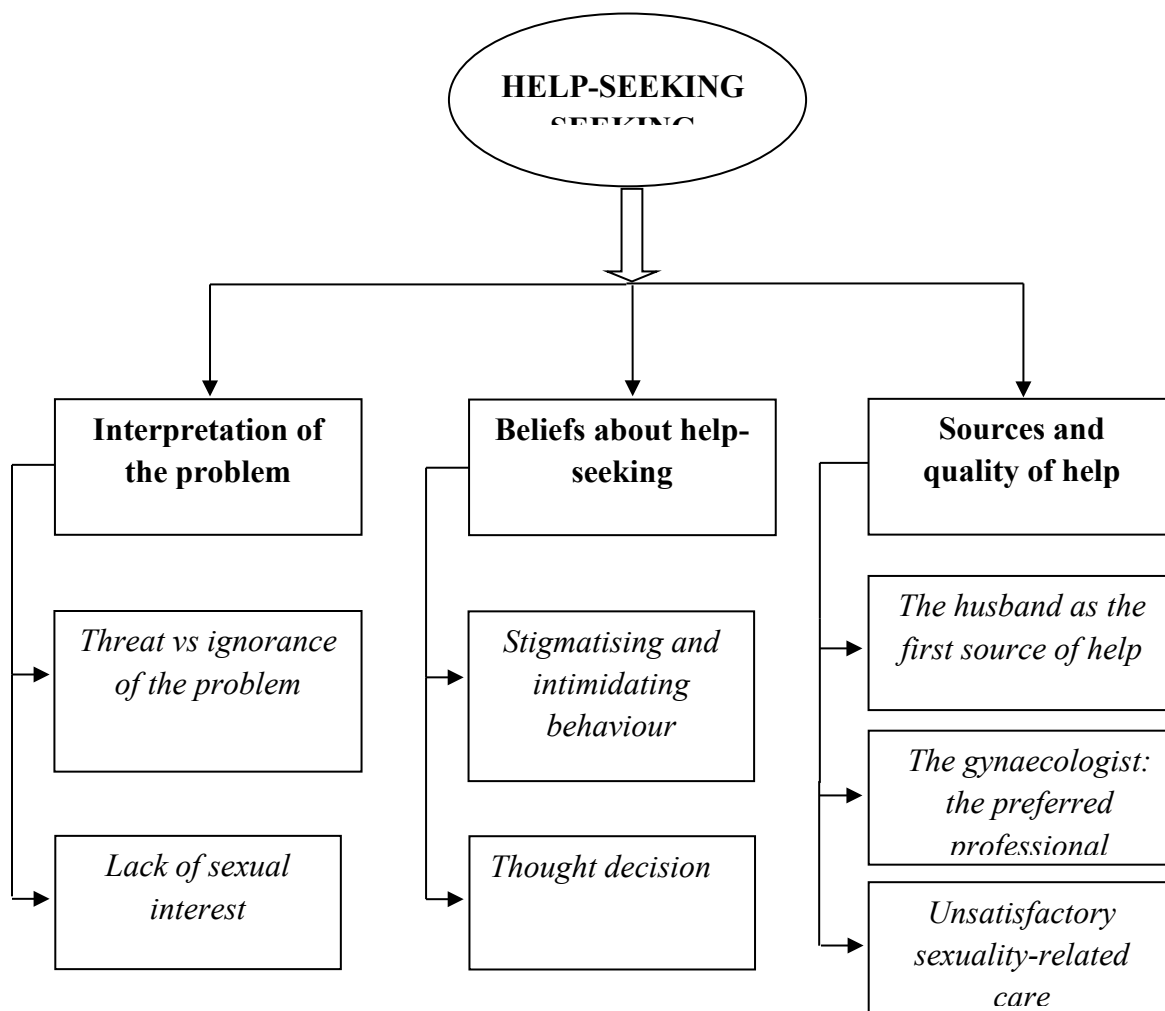 HELP-SEEKING
SEEKING
Interpretation of
the problem
Beliefs about help-
seeking
Sources and
quality of help
Threat vs ignorance
of the problem
Stigmatising and
intimidating
behaviour
The husband as the
first source of help
The gynaecologist:
the preferred
professional
Lack of sexual
interest
Thought decision
Unsatisfactory
sexuality-related
care